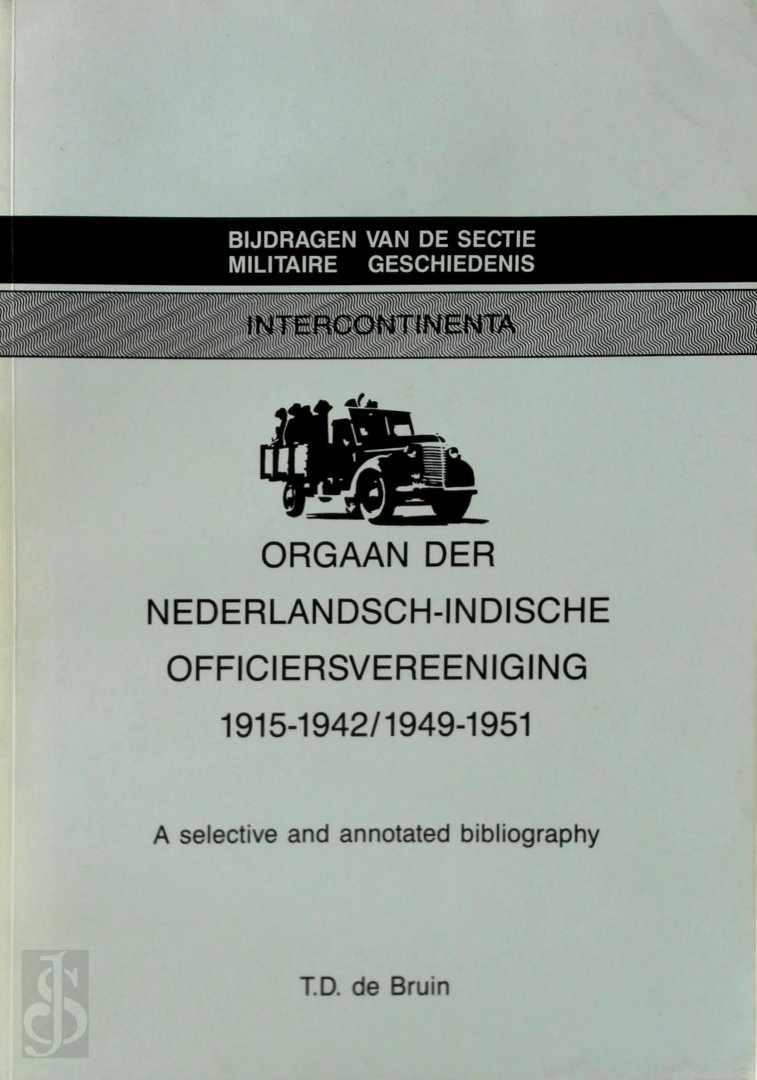 BIJDRAGEN VAN DE SECTIE
MILITAIRE GESCHIEDENIS
INTERCONTINENTA
ORGAAN DER
NEDERLANDSCH-INDISCHE
OFFICIERSVEREENIGING
1915-1942/1949-1951
A selective and annotated bibliography
T.D. de Bruin